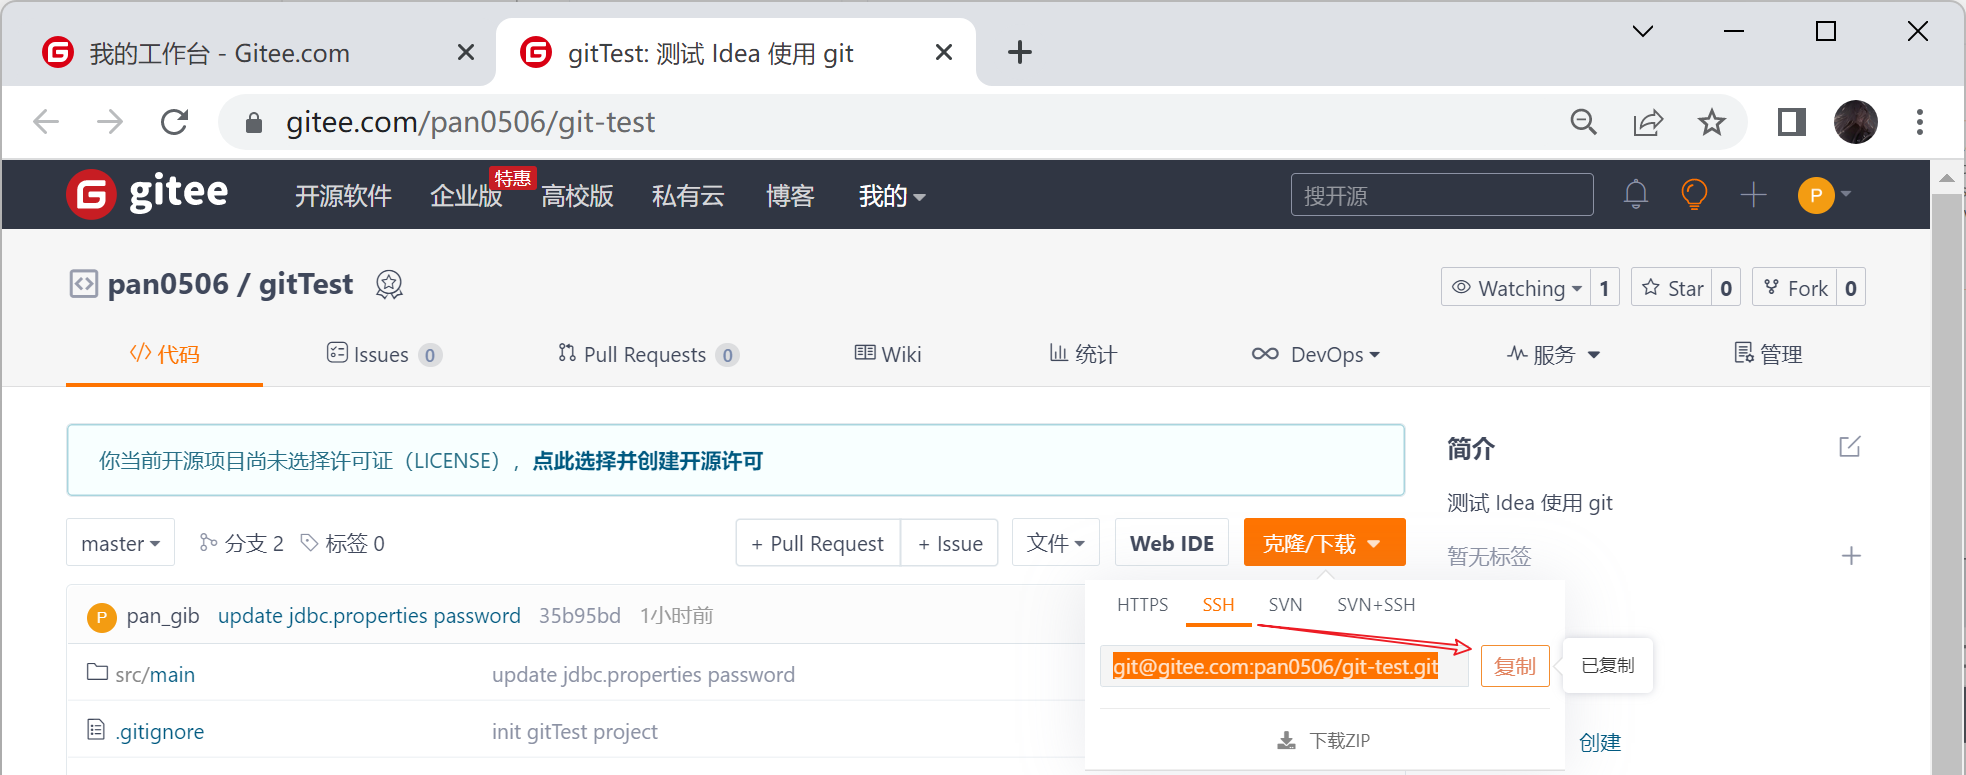 我的工作台 - Gitee.com
gitTest: 测试 Idea 使用 git
gitee.com/pan0506/git-test
gitee 开源软件 企业版 特惠 高校版 私有云 博客 我的 搜开源 P
pan0506 / gitTest Watching 1 Star 0 Fork 0
代码 Issues 0 Pull Requests 0 Wiki 统计 DevOps 服务 管理
你当前开源项目尚未选择许可证（LICENSE），点此选择并创建开源许可
简介
测试 Idea 使用 git
暂无标签
master 分支 2 标签 0 + Pull Request + Issue 文件 Web IDE 克隆/下载
P pan_gib update jdbc.properties password 35b95bd 1小时前
HTTPS SSH SVN SVN+SSH
git@gitee.com:pan0506/git-test.git 复制 已复制
src/main update jdbc.properties password
.gitignore init gitTest project
下载ZIP
创建